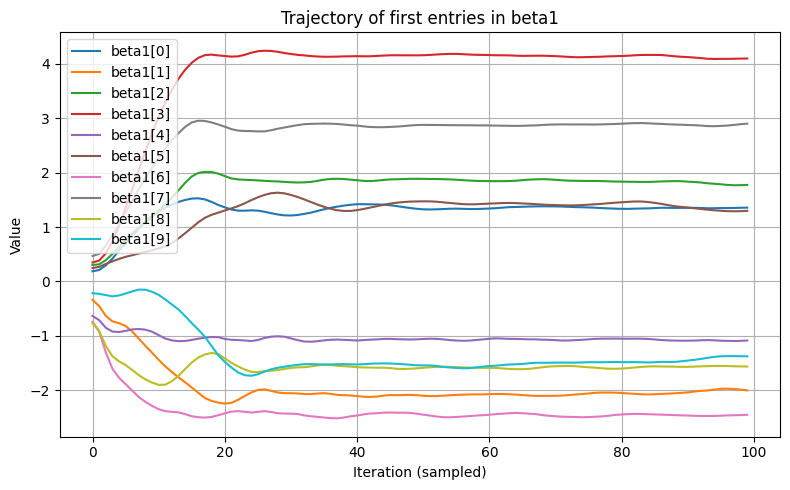 Trajectory of first entries in beta1
beta1[0]
beta1[1]
beta1[2]
beta1[3]
beta1[4]
beta1[5]
beta1[6]
beta1[7]
beta1[8]
beta1[9]
Value
4
3
2
1
0
−1
−2
0 20 40 60 80 100
Iteration (sampled)